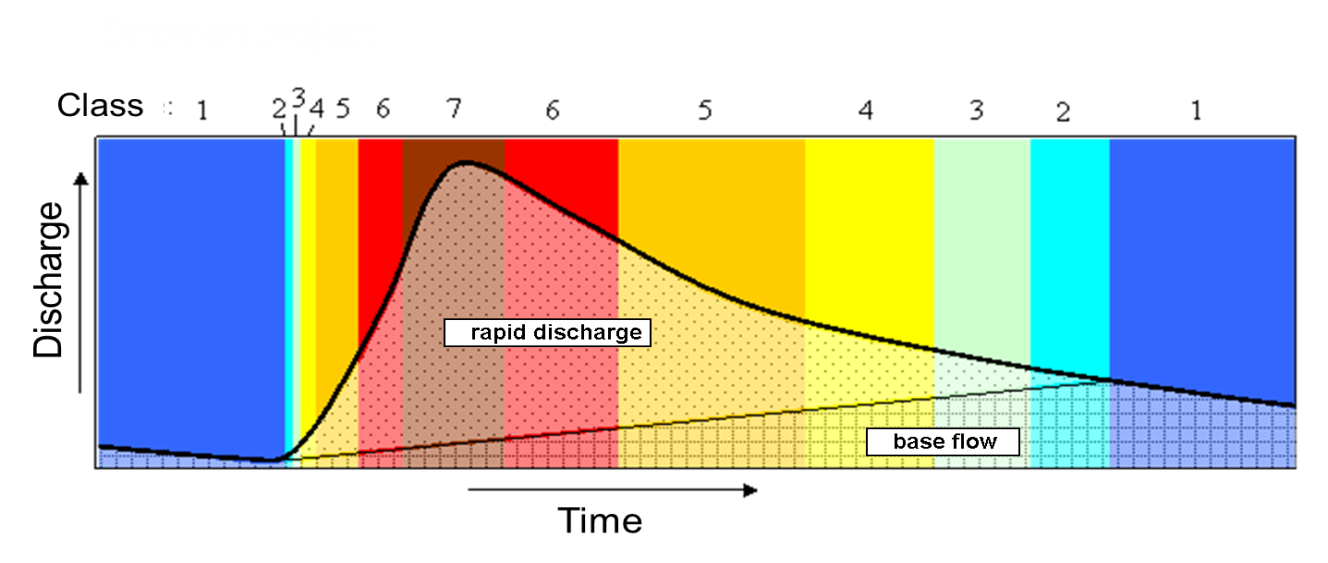 Class : 1 2 3 4 5 6 7 6 5 4 3 2 1
Discharge
rapid discharge
base flow
Time